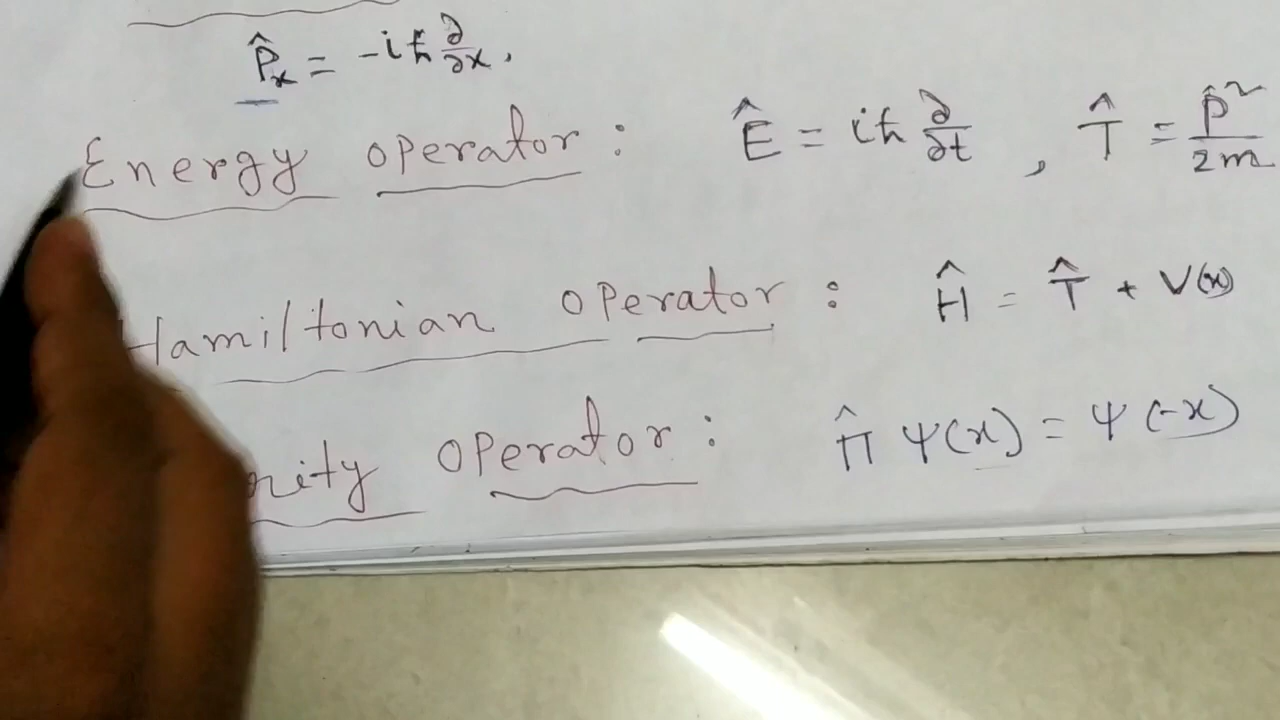 P̂x = -iħ ∂/∂x,
Energy operator : Ê = iħ ∂/∂t , T̂ = P̂²/2m
Hamiltonian operator : Ĥ = T̂ + V(x)
operator : Π̂ ψ(x) = ψ(-x)